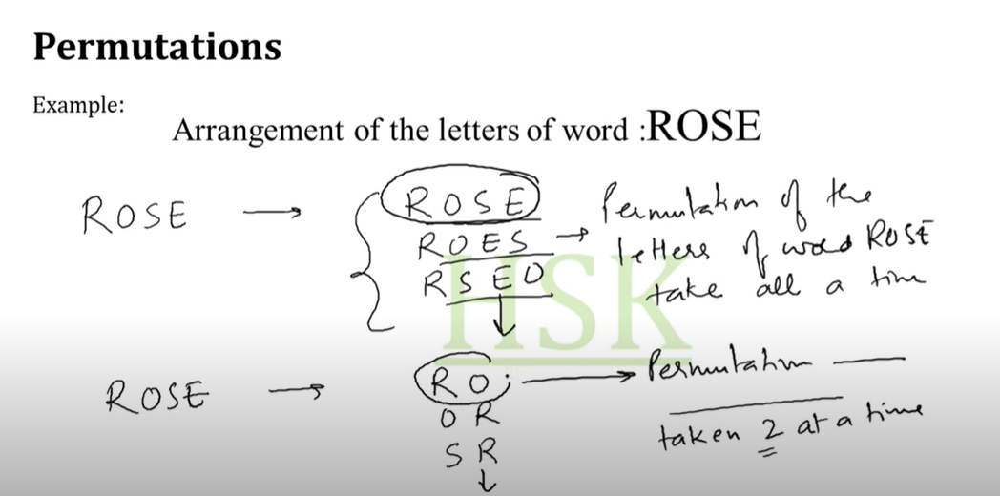 Permutations
Example:
Arrangement of the letters of word :ROSE
ROSE → ROSE
ROES → Permutation of the
RSEO letters of word ROSE
take all a time
HSK
ROSE → RO → Permutation
OR
SR taken 2 at a time